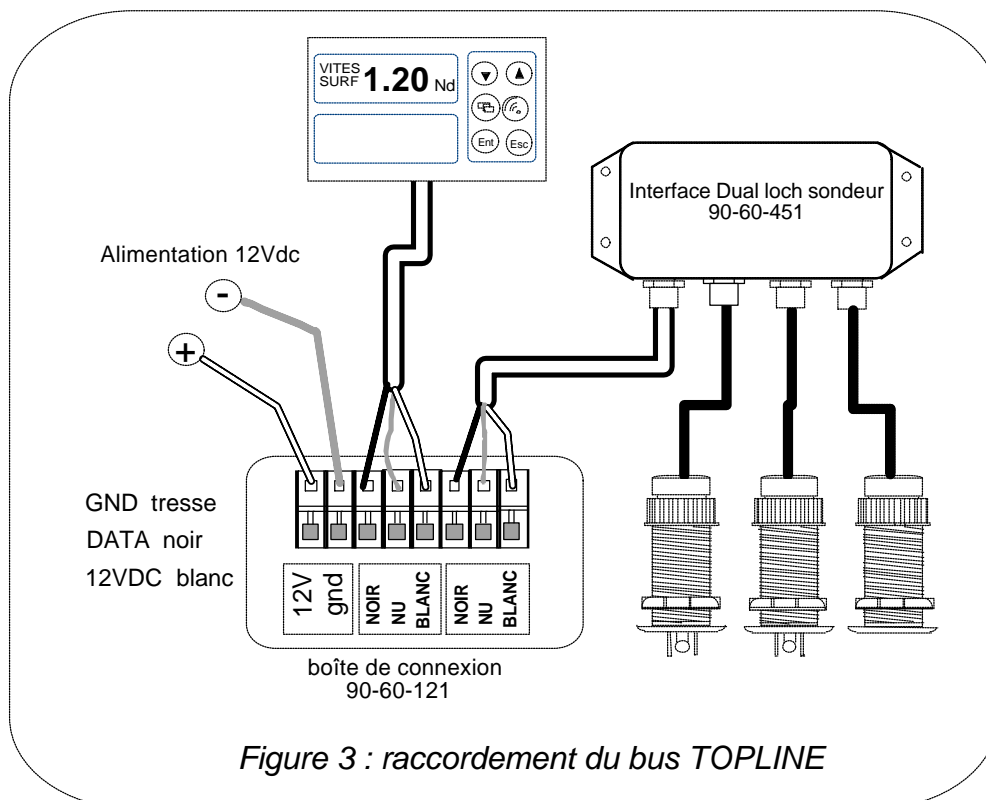 VITES
SURF 1.20 Nd
Ent Esc
Interface Dual loch sondeur
90-60-451
Alimentation 12Vdc
-
+
GND tresse
DATA noir
12VDC blanc
12V
gnd
NOIR
NU
BLANC
NOIR
NU
BLANC
boîte de connexion
90-60-121
Figure 3 : raccordement du bus TOPLINE